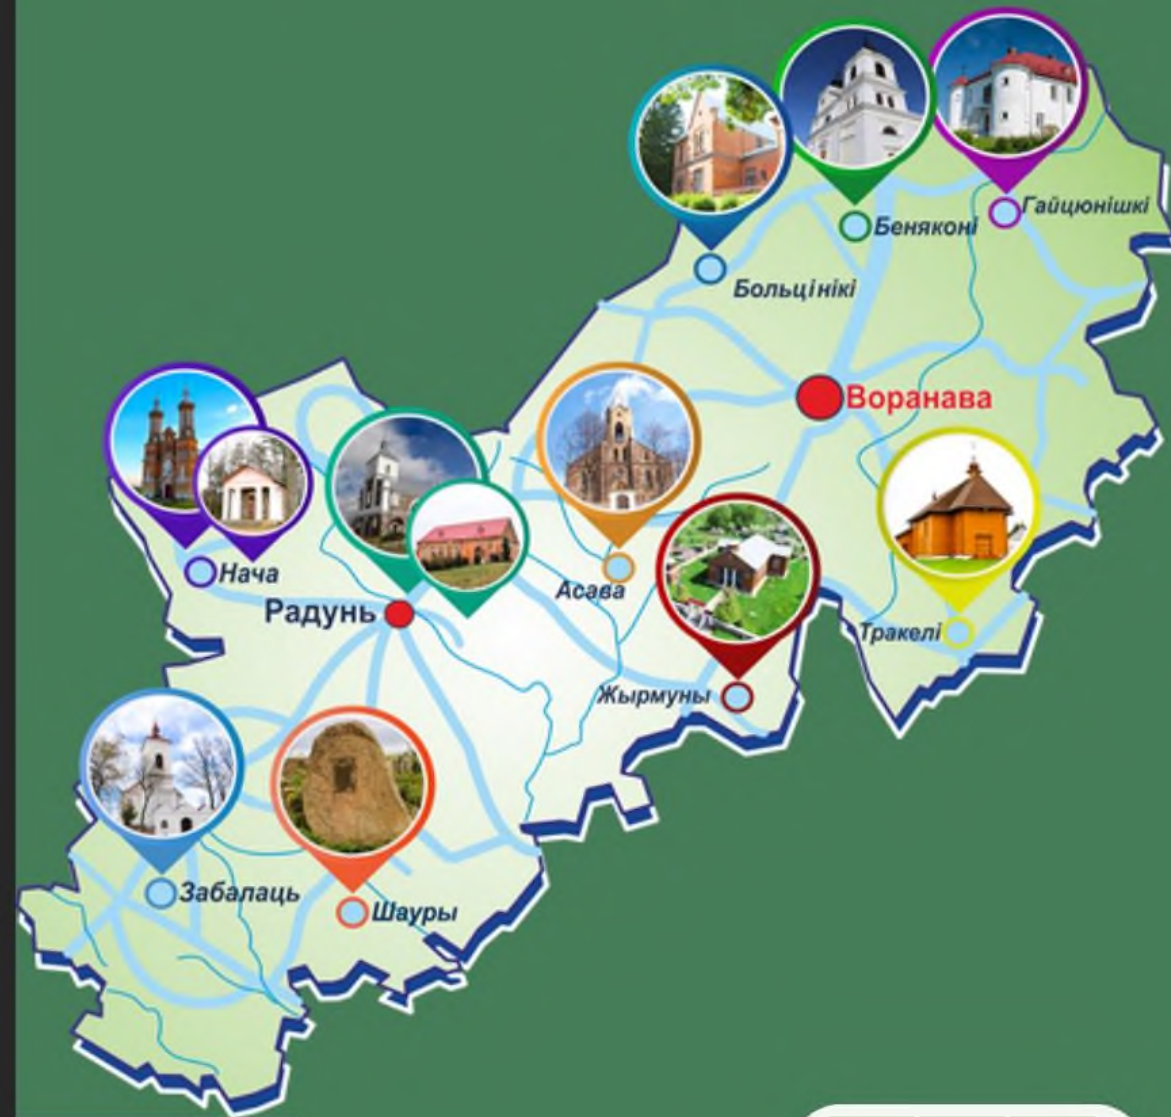 Гайцюнішкі
Беняконі
Больцінікі
Воранава
Нача
Асава
Радунь
Тракелі
Жырмуны
Забалаць
Шауры